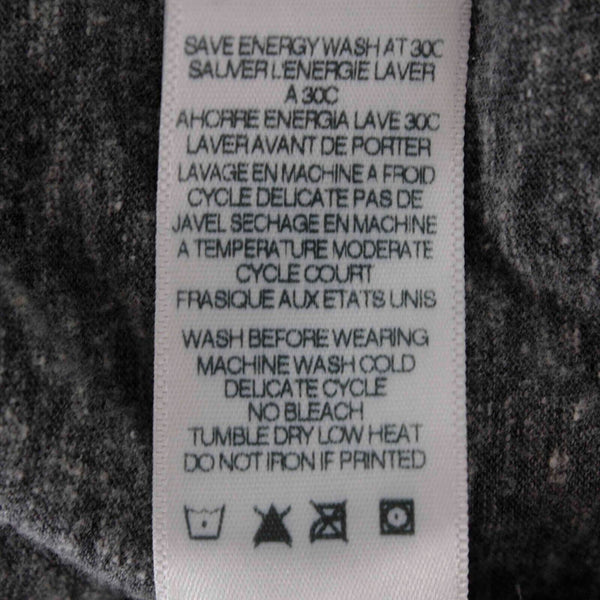 SAVE ENERGY WASH AT 30C
SAUVER L'ENERGIE LAVER
A 30C
AHORRE ENERGIA LAVE 30C
LAVER AVANT DE PORTER
LAVAGE EN MACHINE A FROID
CYCLE DELICATE PAS DE
JAVEL SECHAGE EN MACHINE
A TEMPERATURE MODERATE
CYCLE COURT
FRASIQUE AUX ETATS UNIS
WASH BEFORE WEARING
MACHINE WASH COLD
DELICATE CYCLE
NO BLEACH
TUMBLE DRY LOW HEAT
DO NOT IRON IF PRINTED